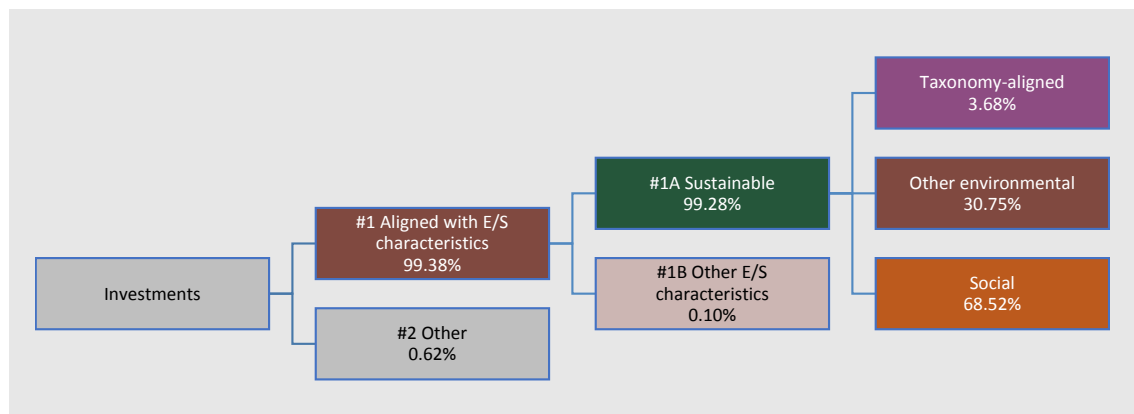 Investments
#1 Aligned with E/S
characteristics
99.38%
#2 Other
0.62%
#1A Sustainable
99.28%
#1B Other E/S
characteristics
0.10%
Taxonomy-aligned
3.68%
Other environmental
30.75%
Social
68.52%